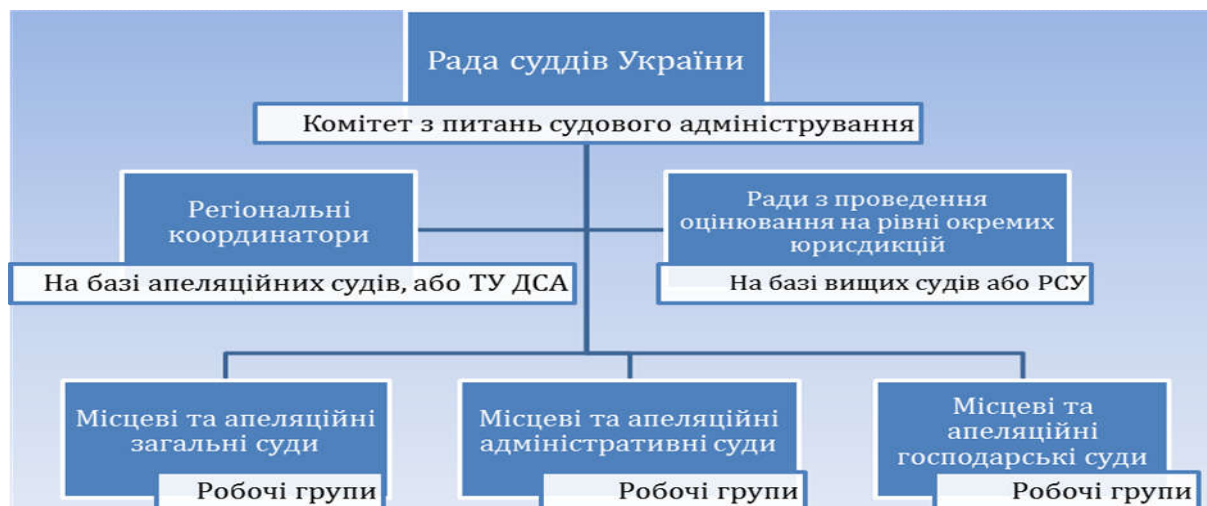 Рада суддів України
Комітет з питань судового адміністрування
Регіональні
координатори
На базі апеляційних судів, або ТУ ДСА
Ради з проведення
оцінювання на рівні окремих
юрисдикцій
На базі вищих судів або РСУ
Місцеві та апеляційні
загальні суди
Робочі групи
Місцеві та апеляційні
адміністративні суди
Робочі групи
Місцеві та
апеляційні
господарські суди
Робочі групи